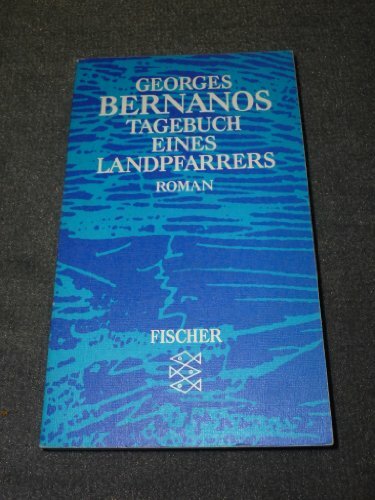 GEORGES
BERNANOS
TAGEBUCH
EINES
LANDPFARRERS
ROMAN
FISCHER